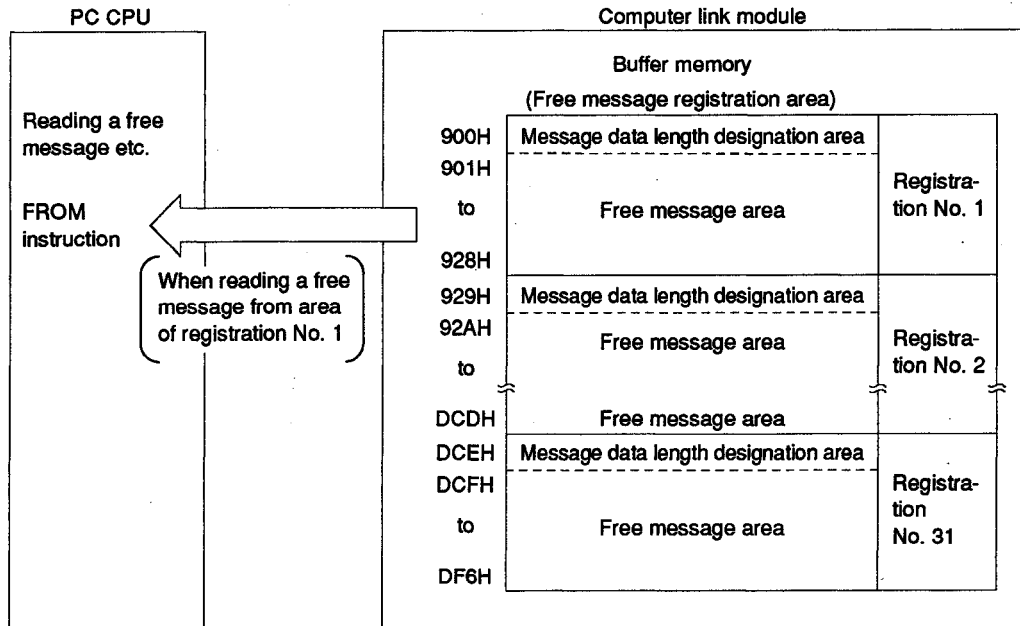 PC CPU
Computer link module
Buffer memory
(Free message registration area)
Reading a free
message etc.
FROM
instruction
When reading a free
message from area
of registration No. 1
900H
Message data length designation area
901H
to
Free message area
928H
Registra-
tion No. 1
929H
Message data length designation area
92AH
Free message area
to
Registra-
tion No. 2
DCDH
Free message area
DCEH
Message data length designation area
DCFH
to
Free message area
DF6H
Registra-
tion
No. 31